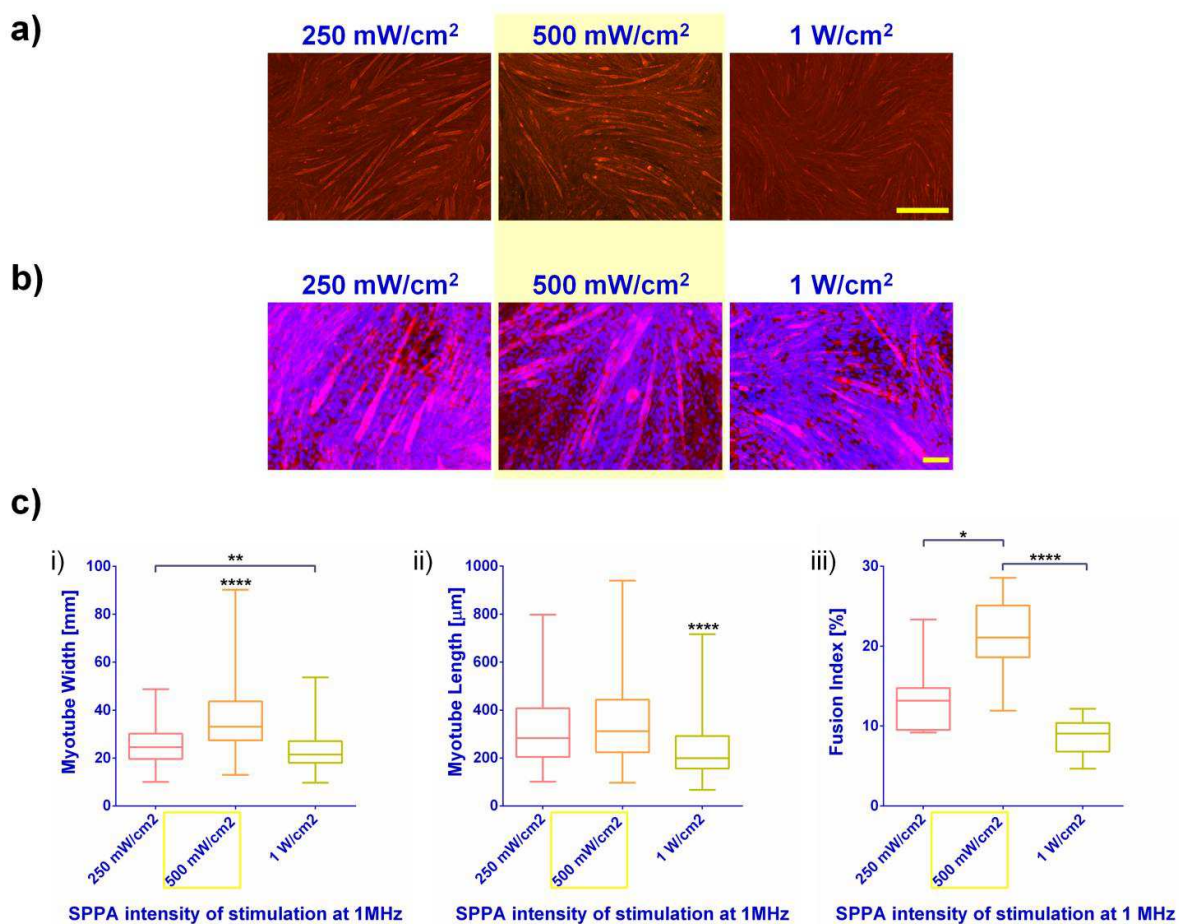 a)
250 mW/cm²
500 mW/cm²
1 W/cm²
b)
250 mW/cm²
500 mW/cm²
1 W/cm²
c)
i)
**
****
Myotube Width [mm]
100
80
60
40
20
0
250 mW/cm2
500 mW/cm2
1 W/cm2
SPPA intensity of stimulation at 1MHz
ii)
****
Myotube Length [µm]
1000
800
600
400
200
0
250 mW/cm2
500 mW/cm2
1 W/cm2
SPPA intensity of stimulation at 1MHz
iii)
*
****
Fusion Index [%]
30
20
10
0
250 mW/cm2
500 mW/cm2
1 W/cm2
SPPA intensity of stimulation at 1 MHz